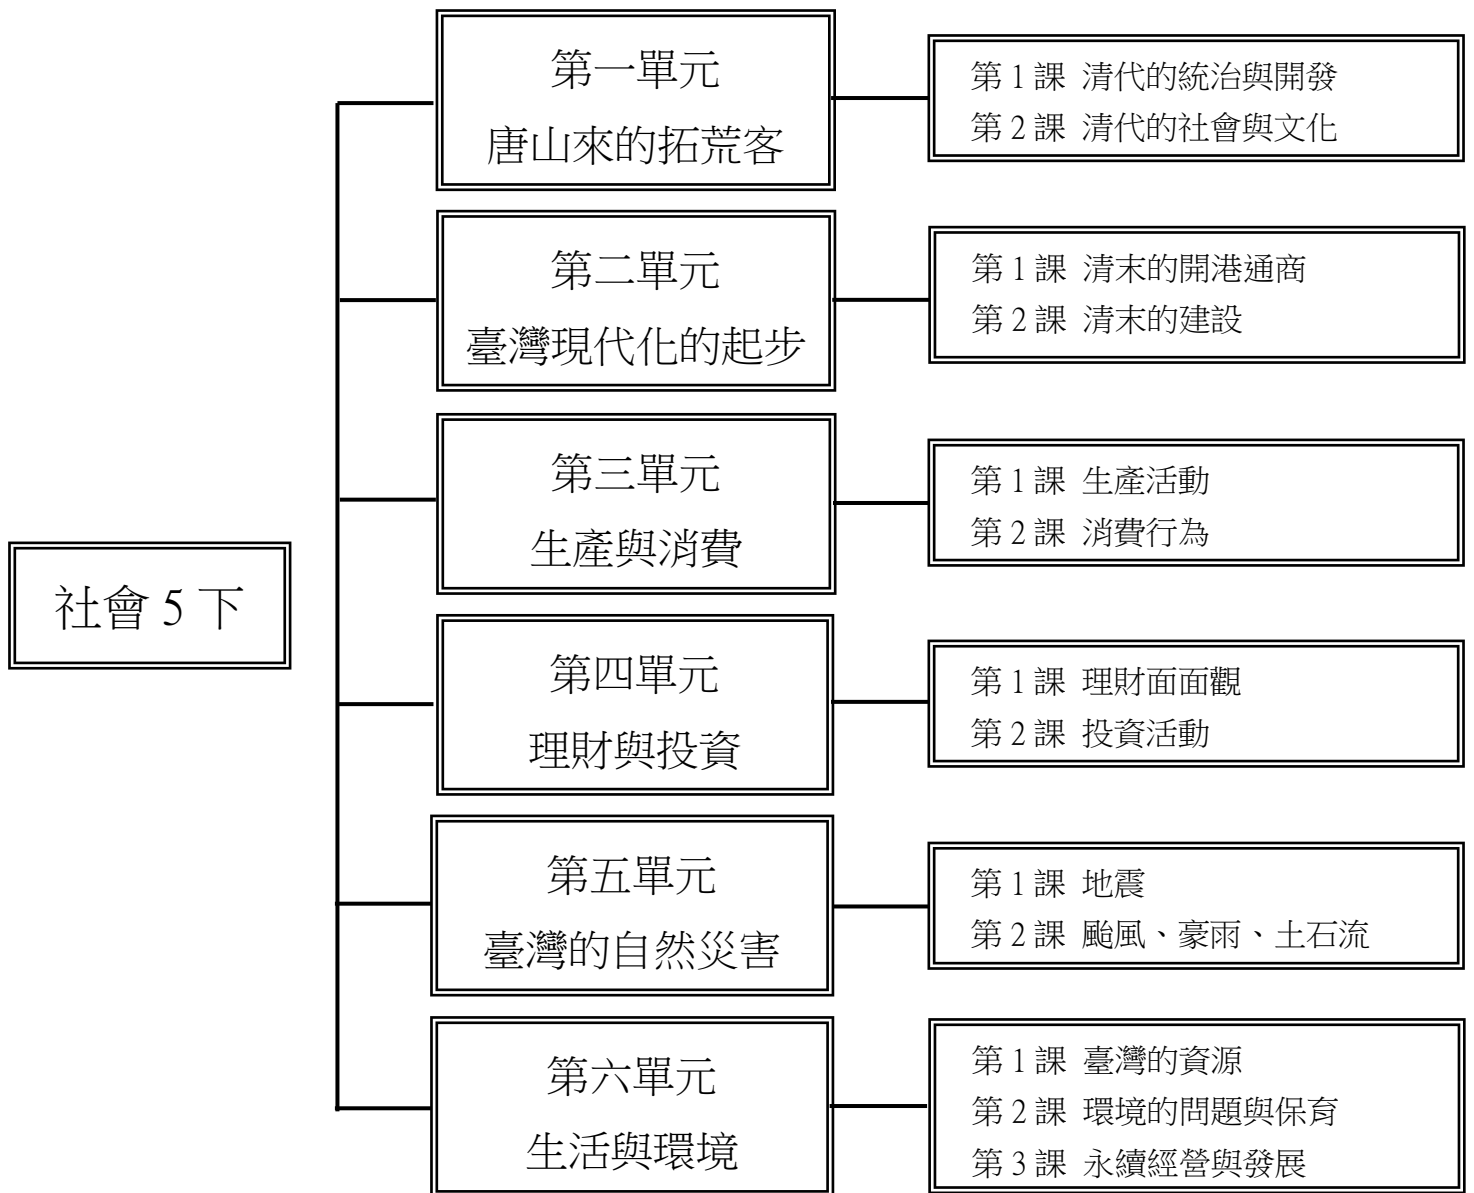 社會 5 下
第一單元
唐山來的拓荒客
第 1 課 清代的統治與開發
第 2 課 清代的社會與文化
第二單元
臺灣現代化的起步
第 1 課 清末的開港通商
第 2 課 清末的建設
第三單元
生產與消費
第 1 課 生產活動
第 2 課 消費行為
第四單元
理財與投資
第 1 課 理財面面觀
第 2 課 投資活動
第五單元
臺灣的自然災害
第 1 課 地震
第 2 課 颱風、豪雨、土石流
第六單元
生活與環境
第 1 課 臺灣的資源
第 2 課 環境的問題與保育
第 3 課 永續經營與發展